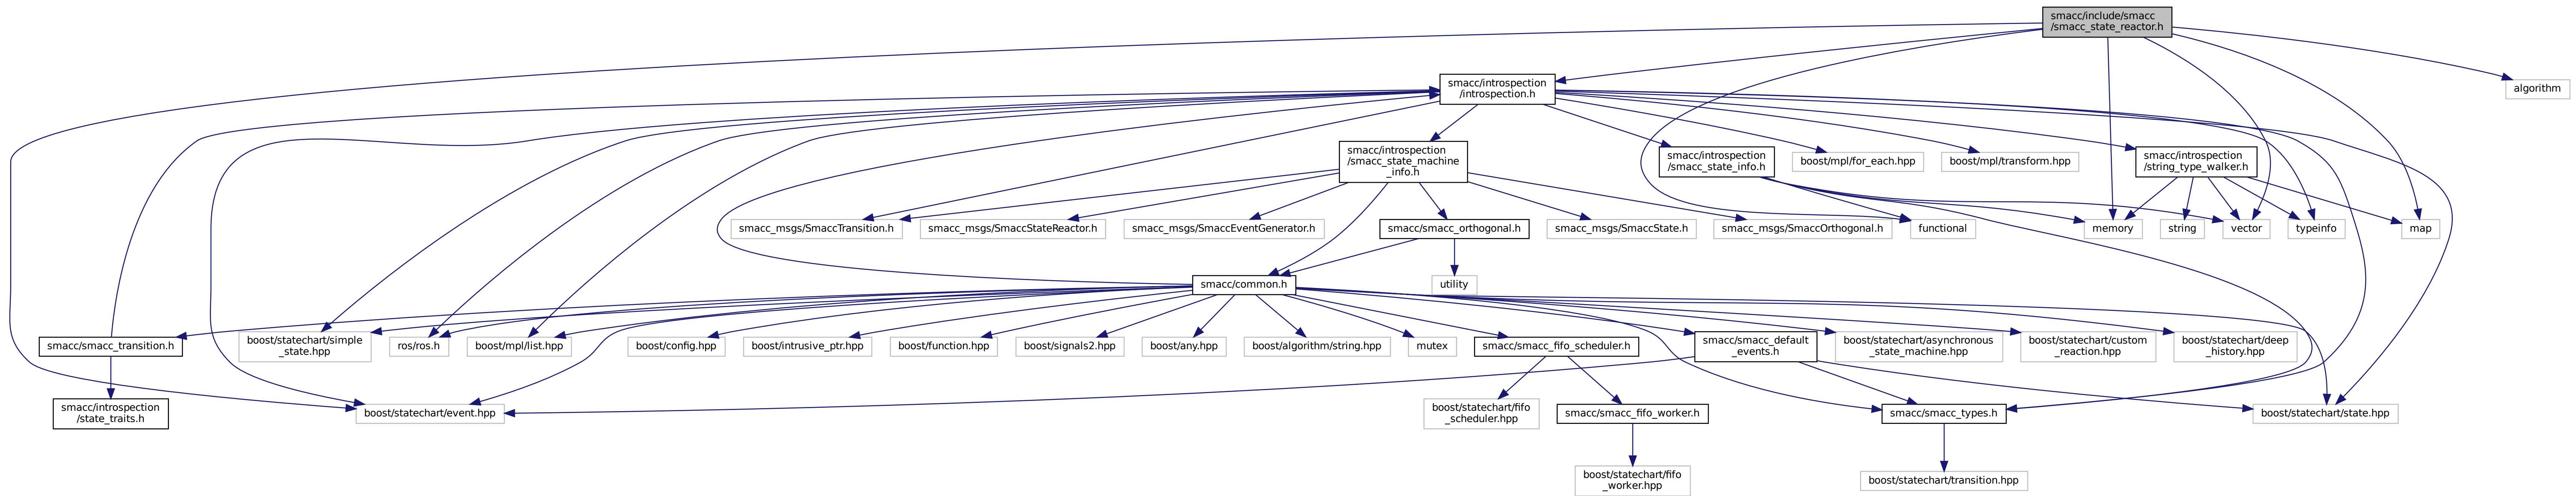 smacc/include/smacc
/smacc_state_reactor.h
smacc/introspection
/introspection.h
algorithm
smacc/introspection
/smacc_state_machine
_info.h
smacc/introspection
/smacc_state_info.h
boost/mpl/for_each.hpp
boost/mpl/transform.hpp
smacc/introspection
/string_type_walker.h
smacc_msgs/SmaccTransition.h
smacc_msgs/SmaccStateReactor.h
smacc_msgs/SmaccEventGenerator.h
smacc/smacc_orthogonal.h
smacc_msgs/SmaccState.h
smacc_msgs/SmaccOrthogonal.h
functional
memory
string
vector
typeinfo
map
smacc/common.h
utility
smacc/smacc_transition.h
boost/statechart/simple
_state.hpp
ros/ros.h
boost/mpl/list.hpp
boost/config.hpp
boost/intrusive_ptr.hpp
boost/function.hpp
boost/signals2.hpp
boost/any.hpp
boost/algorithm/string.hpp
mutex
smacc/smacc_fifo_scheduler.h
smacc/smacc_default
_events.h
boost/statechart/asynchronous
_state_machine.hpp
boost/statechart/custom
_reaction.hpp
boost/statechart/deep
_history.hpp
smacc/introspection
/state_traits.h
boost/statechart/event.hpp
boost/statechart/fifo
_scheduler.hpp
smacc/smacc_fifo_worker.h
smacc/smacc_types.h
boost/statechart/state.hpp
boost/statechart/fifo
_worker.hpp
boost/statechart/transition.hpp